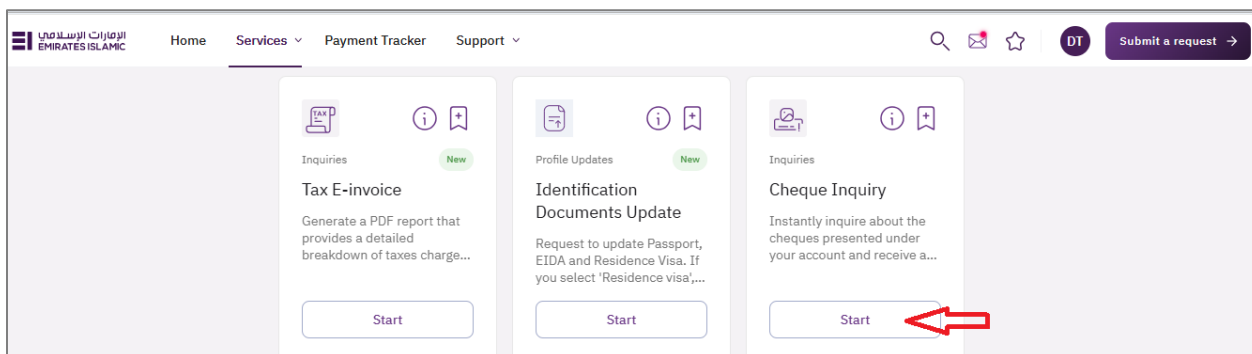 الإمارات الإسلامي
EMIRATES ISLAMIC
Home Services Payment Tracker Support DT Submit a request
TAX
Inquiries New
Tax E-invoice
Generate a PDF report that
provides a detailed
breakdown of taxes charge...
Start
Profile Updates New
Identification
Documents Update
Request to update Passport,
EIDA and Residence Visa. If
you select 'Residence visa',...
Start
Inquiries
Cheque Inquiry
Instantly inquire about the
cheques presented under
your account and receive a...
Start